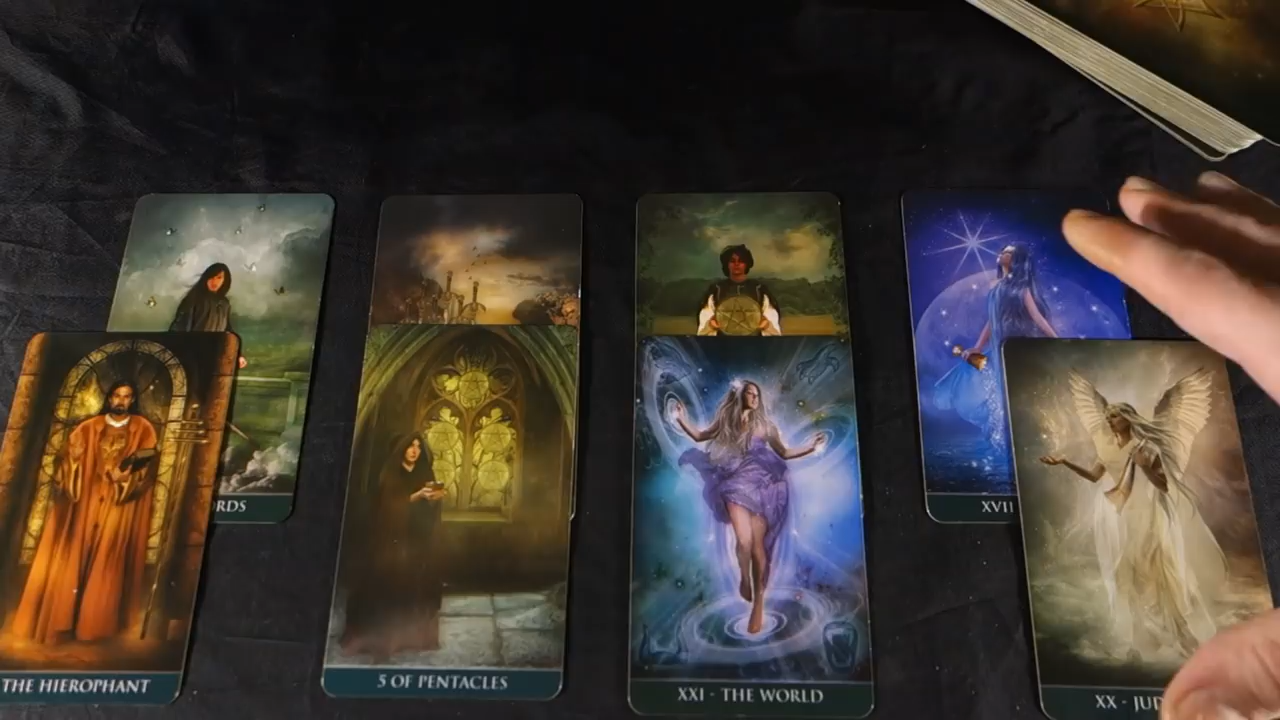 RDS
XVII
THE HIEROPHANT
5 OF PENTACLES
XXI - THE WORLD
XX - JUD